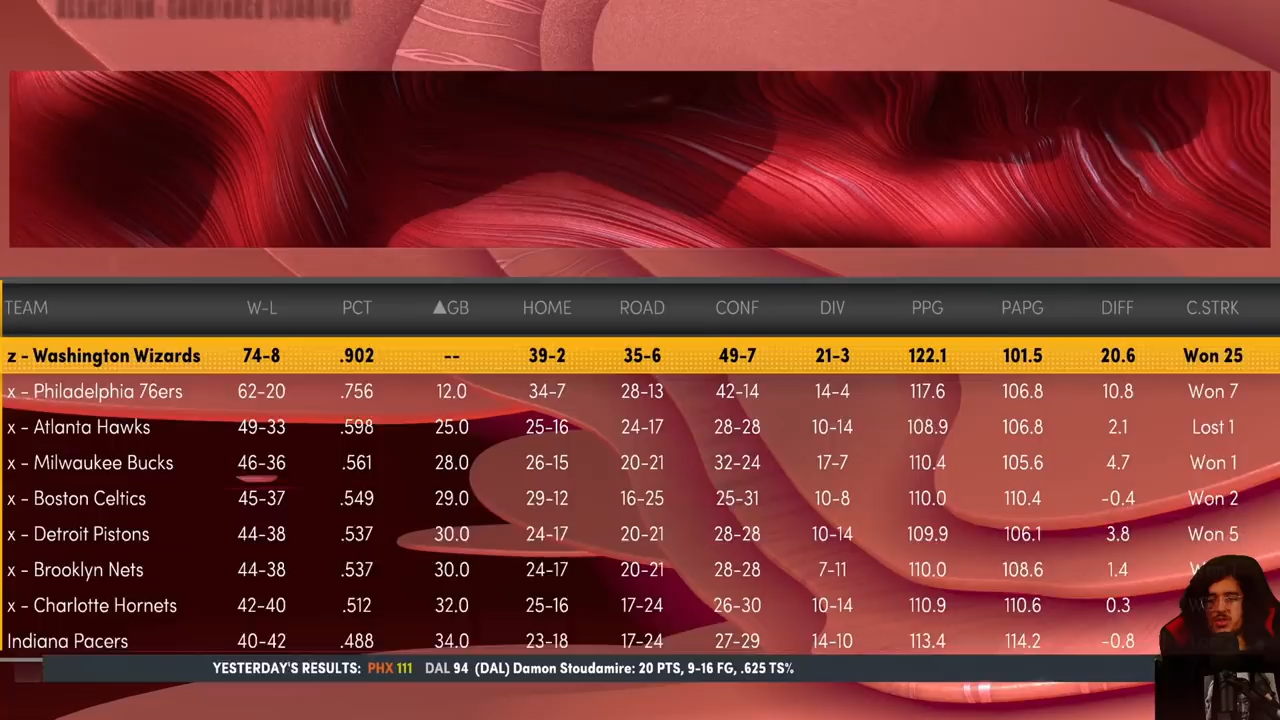 TEAM W-L PCT ▲GB HOME ROAD CONF DIV PPG PAPG DIFF C.STRK
z - Washington Wizards 74-8 .902 -- 39-2 35-6 49-7 21-3 122.1 101.5 20.6 Won 25
x - Philadelphia 76ers 62-20 .756 12.0 34-7 28-13 42-14 14-4 117.6 106.8 10.8 Won 7
x - Atlanta Hawks 49-33 .598 25.0 25-16 24-17 28-28 10-14 108.9 106.8 2.1 Lost 1
x - Milwaukee Bucks 46-36 .561 28.0 26-15 20-21 32-24 17-7 110.4 105.6 4.7 Won 1
x - Boston Celtics 45-37 .549 29.0 29-12 16-25 25-31 10-8 110.0 110.4 -0.4 Won 2
x - Detroit Pistons 44-38 .537 30.0 24-17 20-21 28-28 10-14 109.9 106.1 3.8 Won 5
x - Brooklyn Nets 44-38 .537 30.0 24-17 20-21 28-28 7-11 110.0 108.6 1.4
x - Charlotte Hornets 42-40 .512 32.0 25-16 17-24 26-30 10-14 110.9 110.6 0.3
Indiana Pacers 40-42 .488 34.0 23-18 17-24 27-29 14-10 113.4 114.2 -0.8
YESTERDAY'S RESULTS: PHX 111 DAL 94 (DAL) Damon Stoudamire: 20 PTS, 9-16 FG, .625 TS%